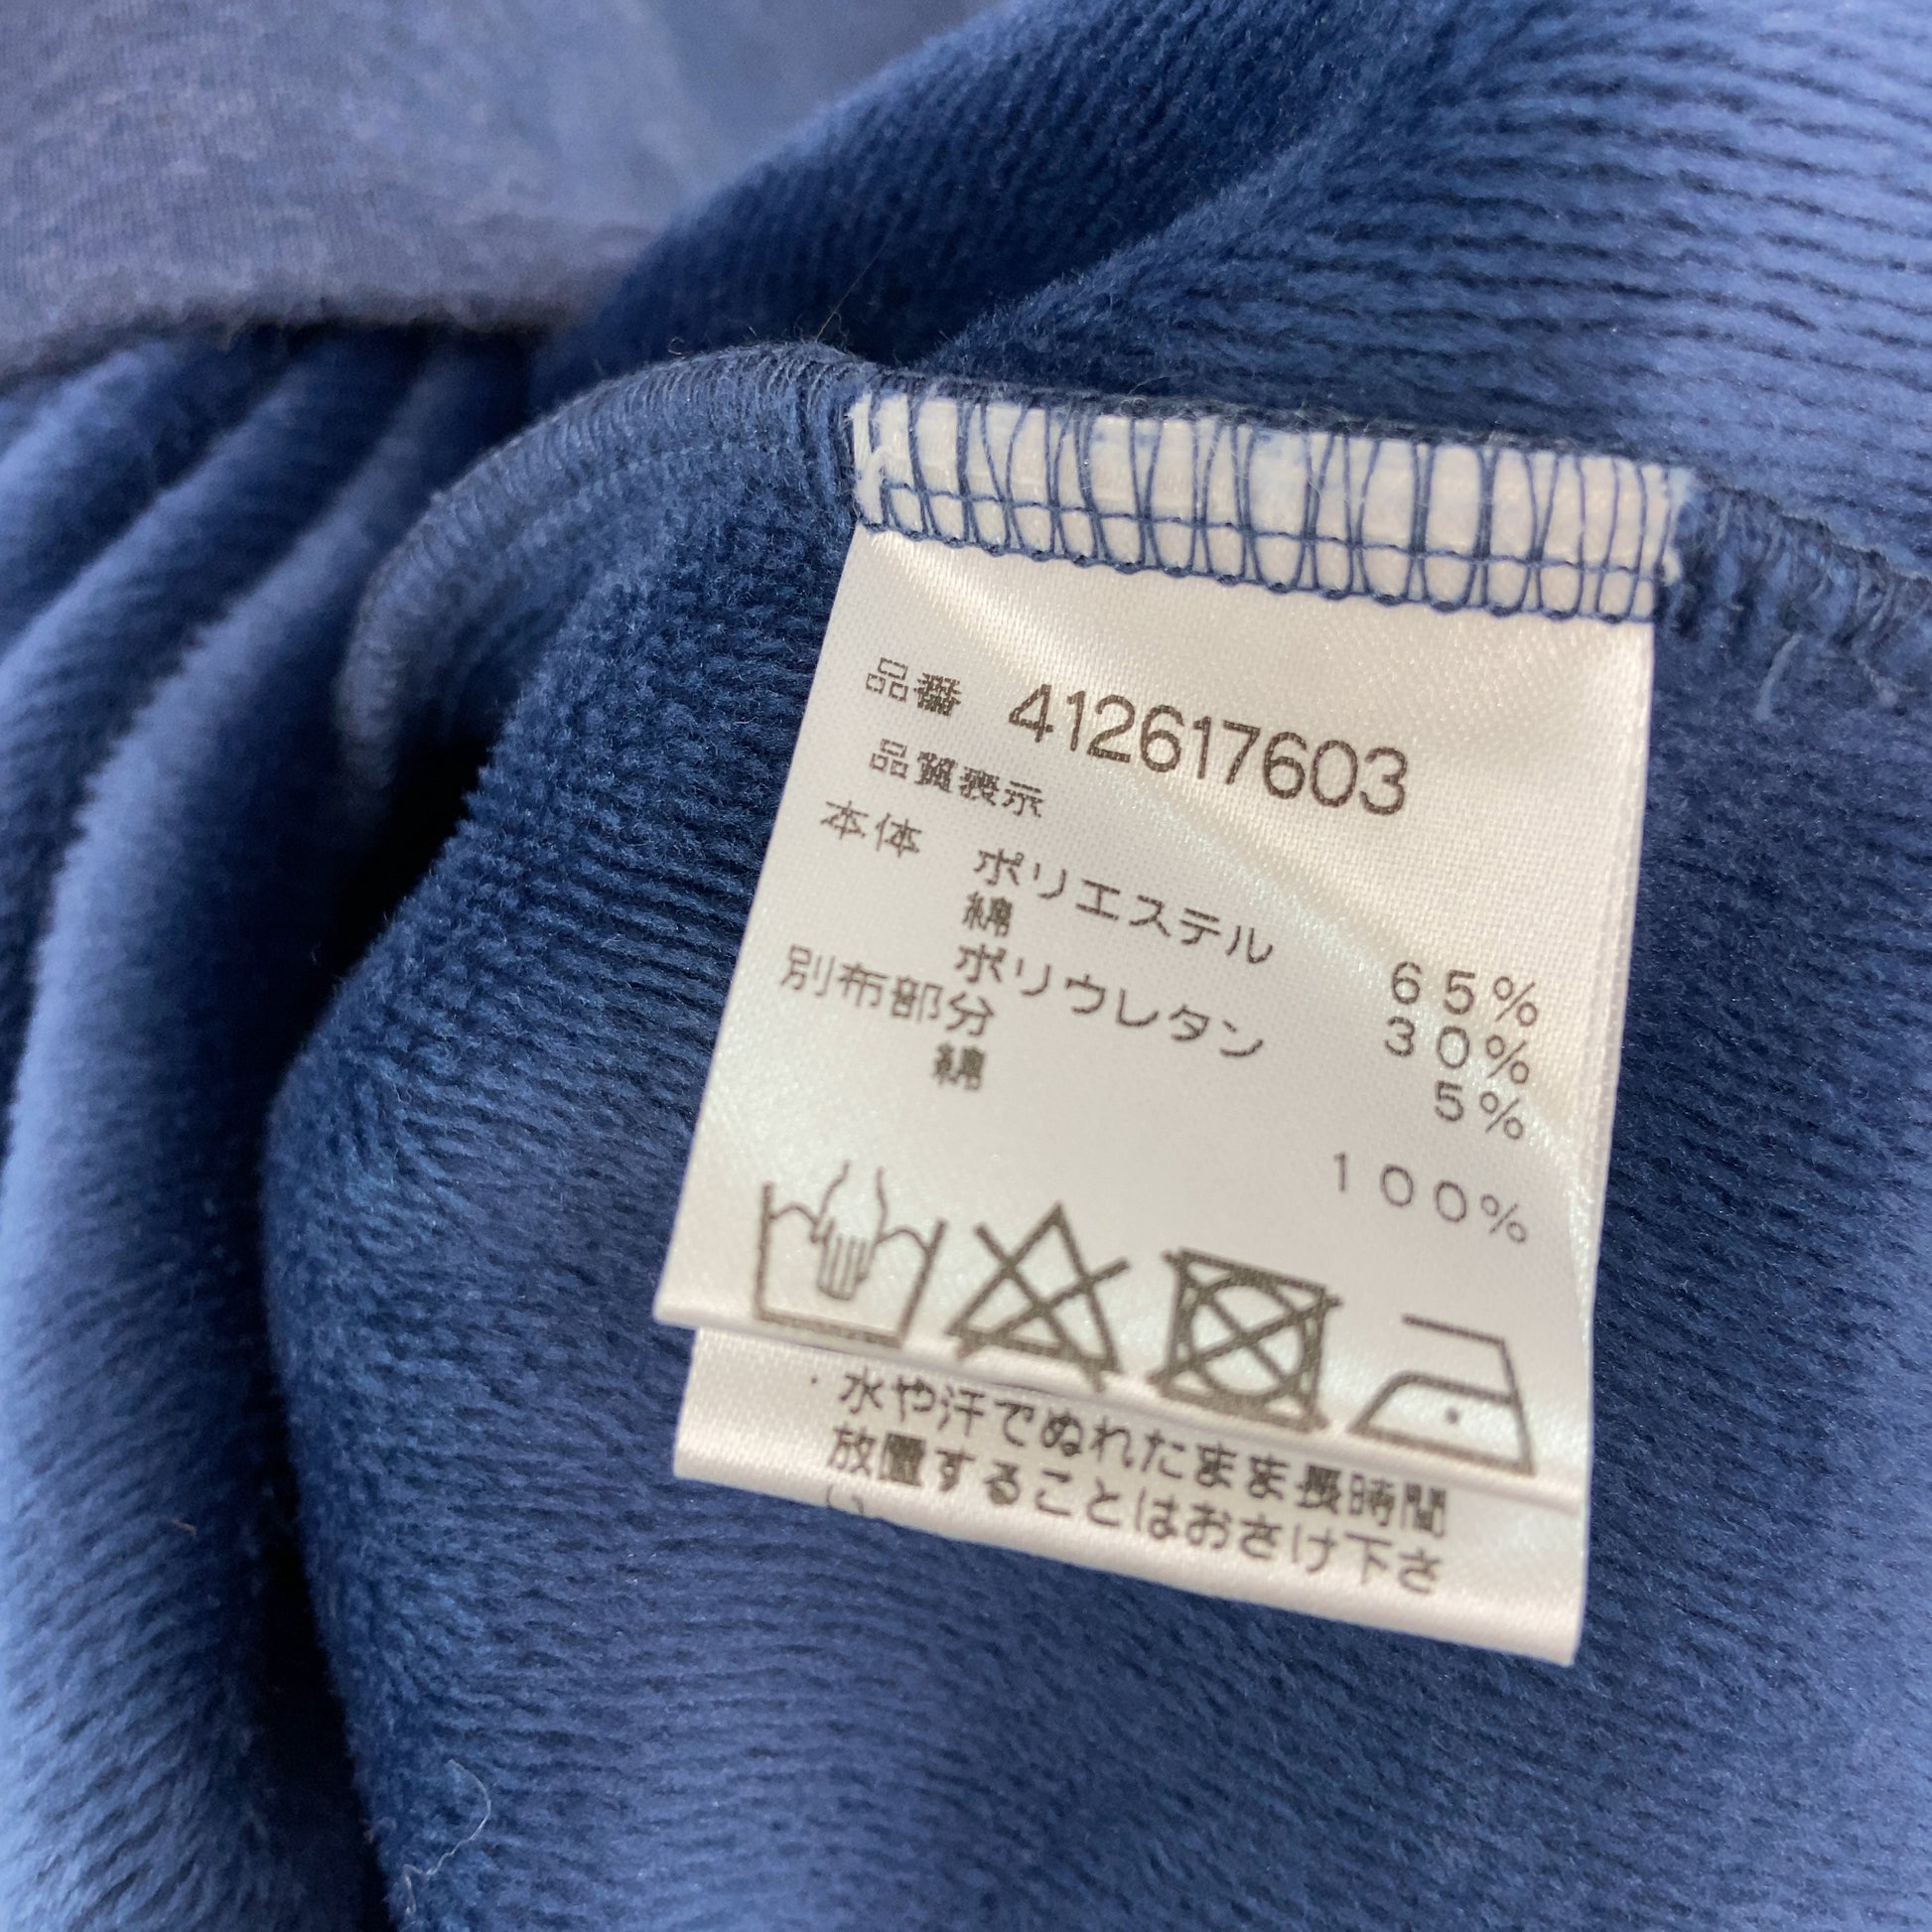 品番 412617603
品質表示
本体 ポリエステル 65%
綿 30%
ポリウレタン 5%
別布部分
綿 100%
・水や汗でぬれたまま長時間
放置することはおさけ下さ
い